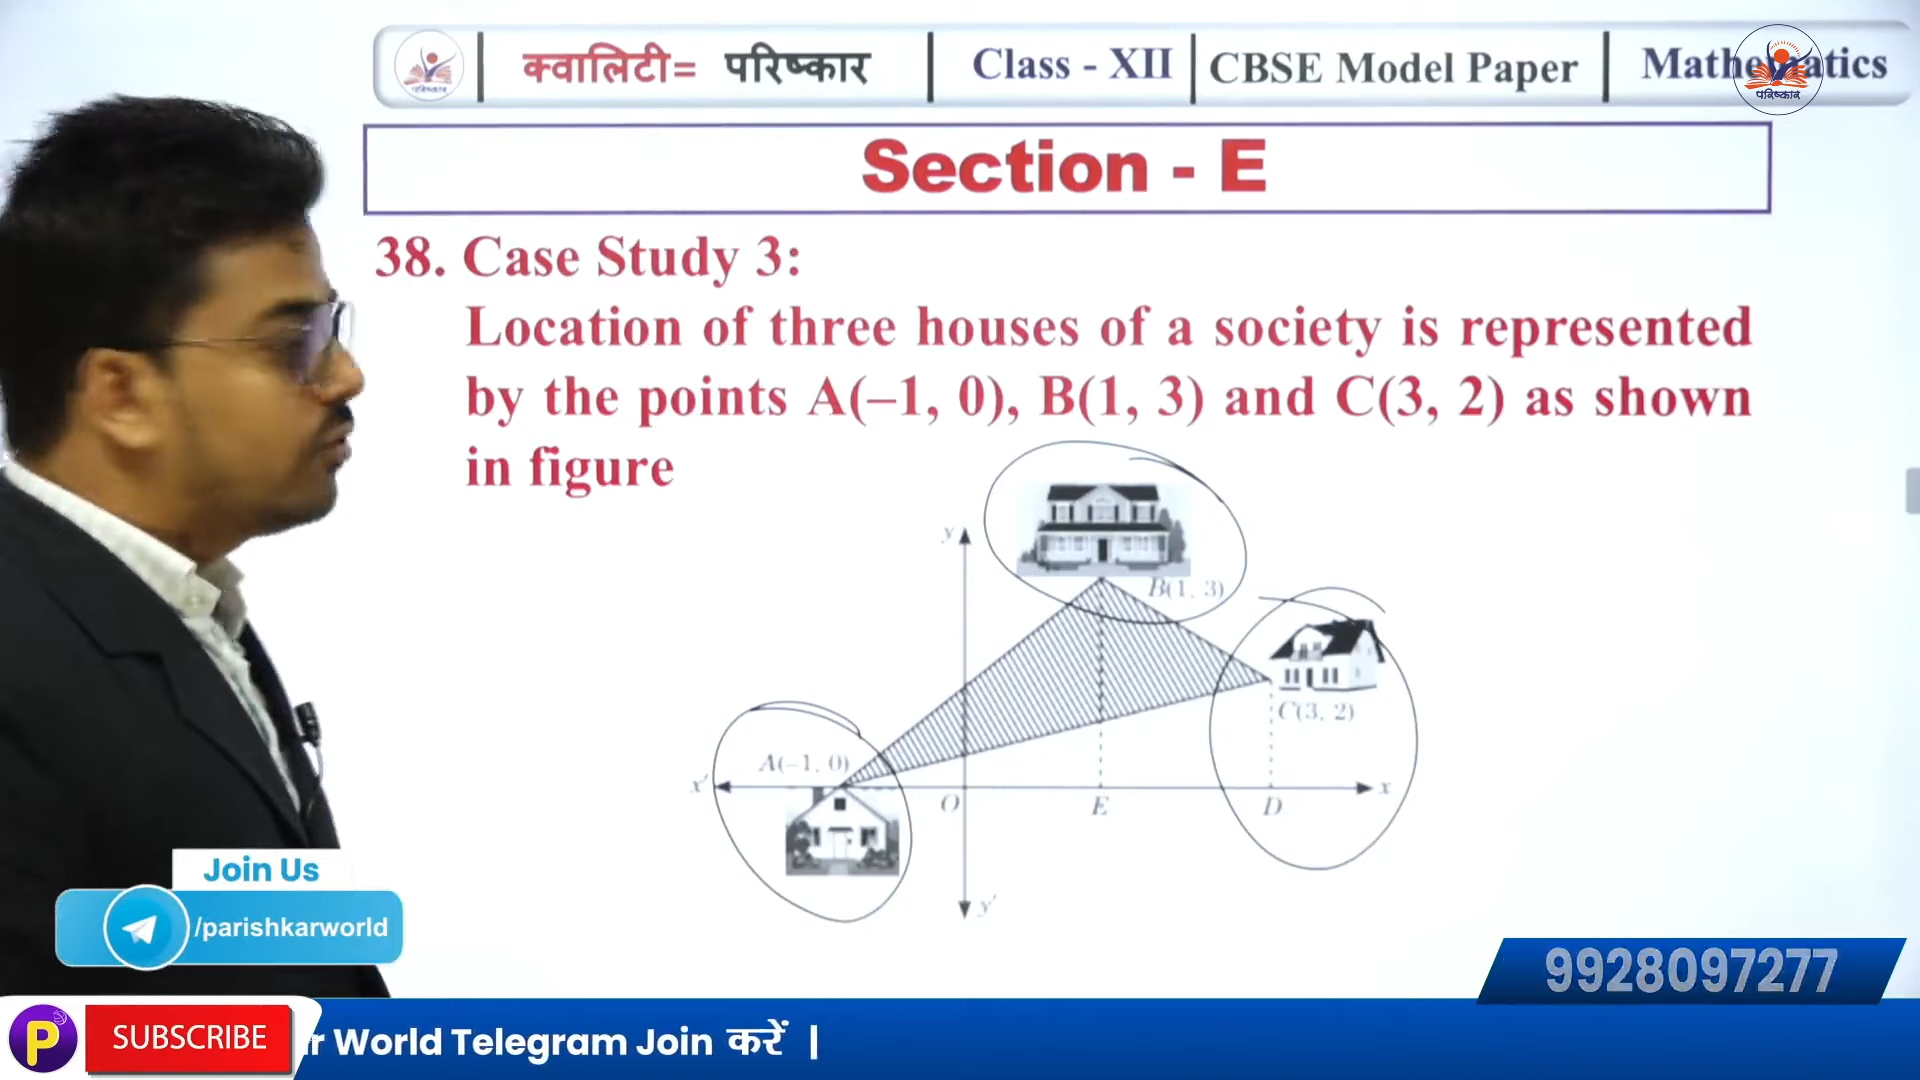 क्वालिटी= परिष्कार
Class - XII
CBSE Model Paper
Mathematics
परिष्कार
परिष्कार
Section - E
38. Case Study 3:
Location of three houses of a society is represented
by the points A(–1, 0), B(1, 3) and C(3, 2) as shown
in figure
y
B(1, 3)
C(3, 2)
A(–1, 0)
x'
O
E
D
x
y'
Join Us
/parishkarworld
9928097277
P
SUBSCRIBE
r World Telegram Join करें |